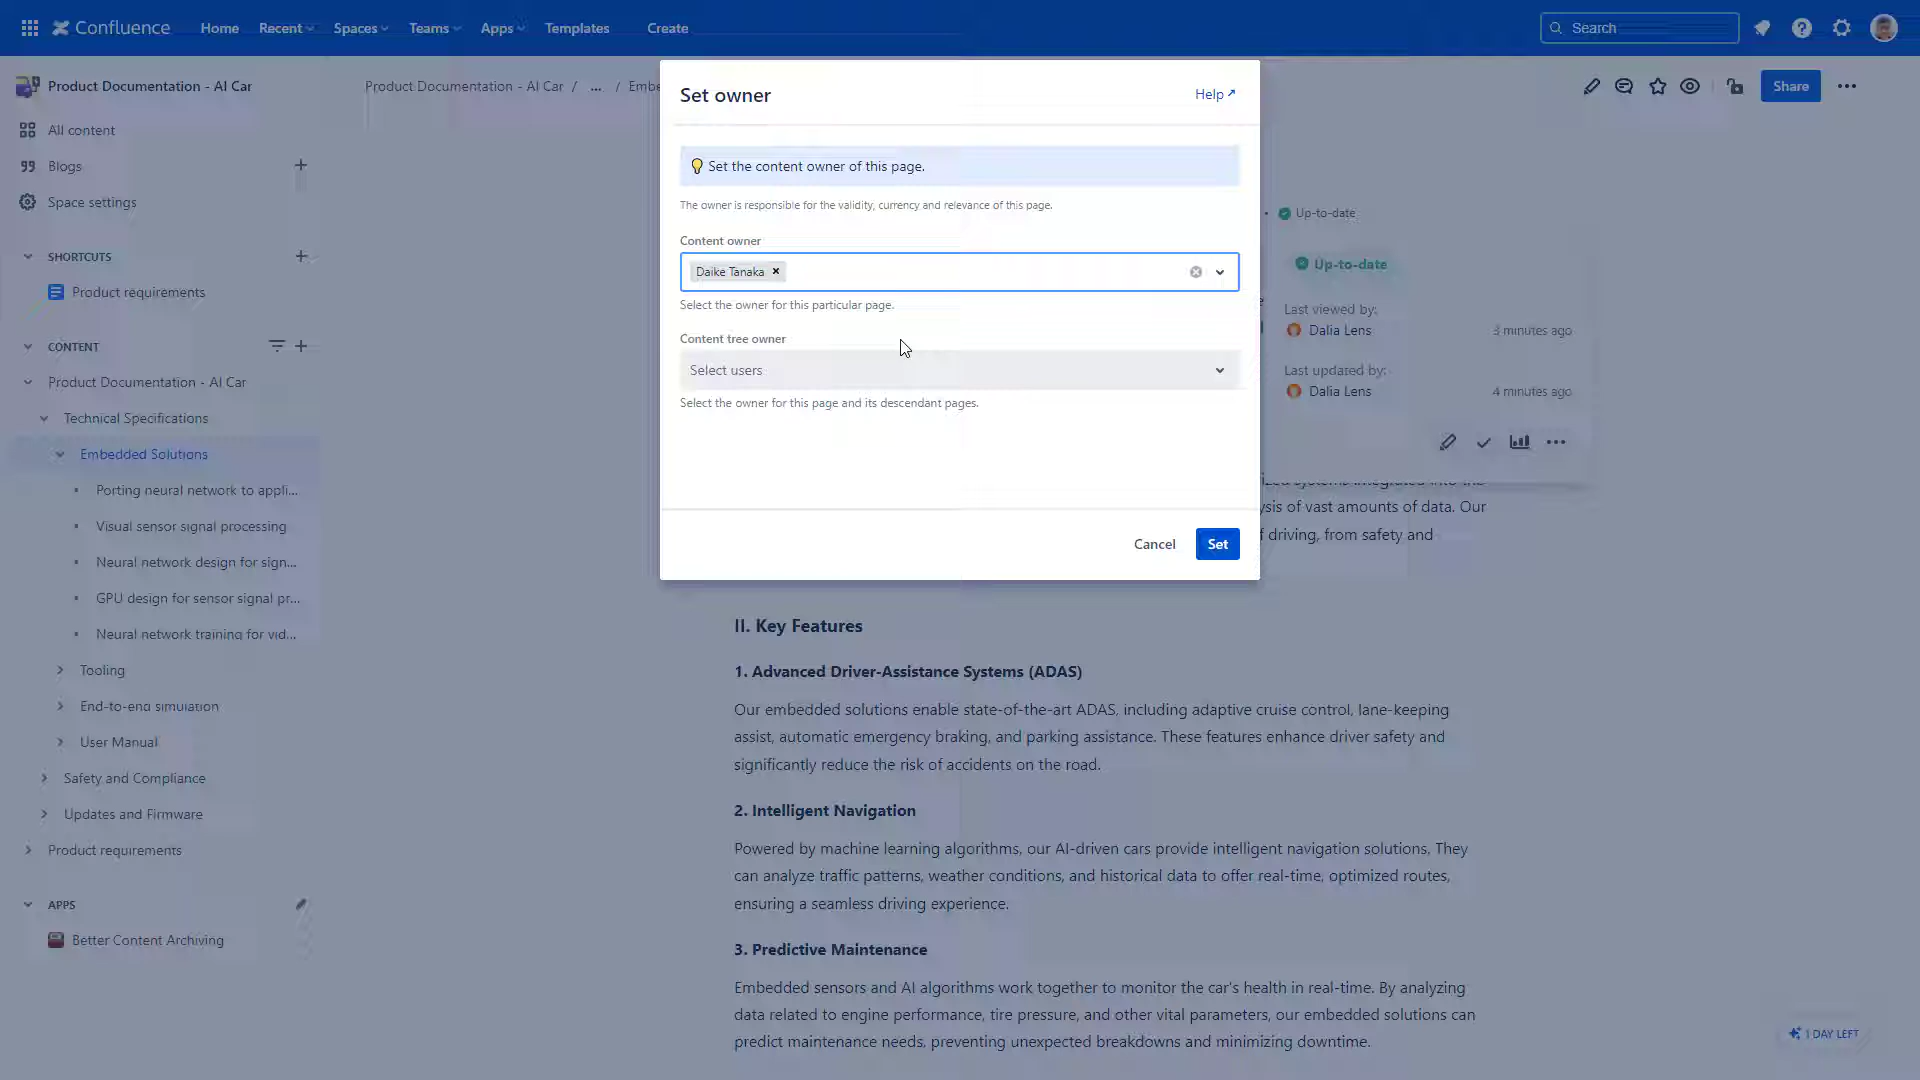 Confluence Home Recent Spaces Teams Apps Templates Create Search
Product Documentation - AI Car
All content
Blogs
Space settings
SHORTCUTS
Product requirements
CONTENT
Product Documentation - AI Car
Technical Specifications
Embedded Solutions
Porting neural network to appli...
Visual sensor signal processing
Neural network design for sign...
GPU design for sensor signal pr...
Neural network training for vid...
Tooling
End-to-end simulation
User Manual
Safety and Compliance
Updates and Firmware
Product requirements
APPS
Better Content Archiving
Product Documentation - AI Car / ... / Embe
Share
Set owner
Help
Set the content owner of this page.
The owner is responsible for the validity, currency and relevance of this page.
Content owner
Daike Tanaka
Select the owner for this particular page.
Content tree owner
Select users
Select the owner for this page and its descendant pages.
Cancel Set
Up-to-date
Up-to-date
Last viewed by:
Dalia Lens 3 minutes ago
Last updated by:
Dalia Lens 4 minutes ago
ysis of vast amounts of data. Our
f driving, from safety and
II. Key Features
1. Advanced Driver-Assistance Systems (ADAS)
Our embedded solutions enable state-of-the-art ADAS, including adaptive cruise control, lane-keeping
assist, automatic emergency braking, and parking assistance. These features enhance driver safety and
significantly reduce the risk of accidents on the road.
2. Intelligent Navigation
Powered by machine learning algorithms, our AI-driven cars provide intelligent navigation solutions. They
can analyze traffic patterns, weather conditions, and historical data to offer real-time, optimized routes,
ensuring a seamless driving experience.
3. Predictive Maintenance
Embedded sensors and AI algorithms work together to monitor the car's health in real-time. By analyzing
data related to engine performance, tire pressure, and other vital parameters, our embedded solutions can
predict maintenance needs, preventing unexpected breakdowns and minimizing downtime.
1 DAY LEFT